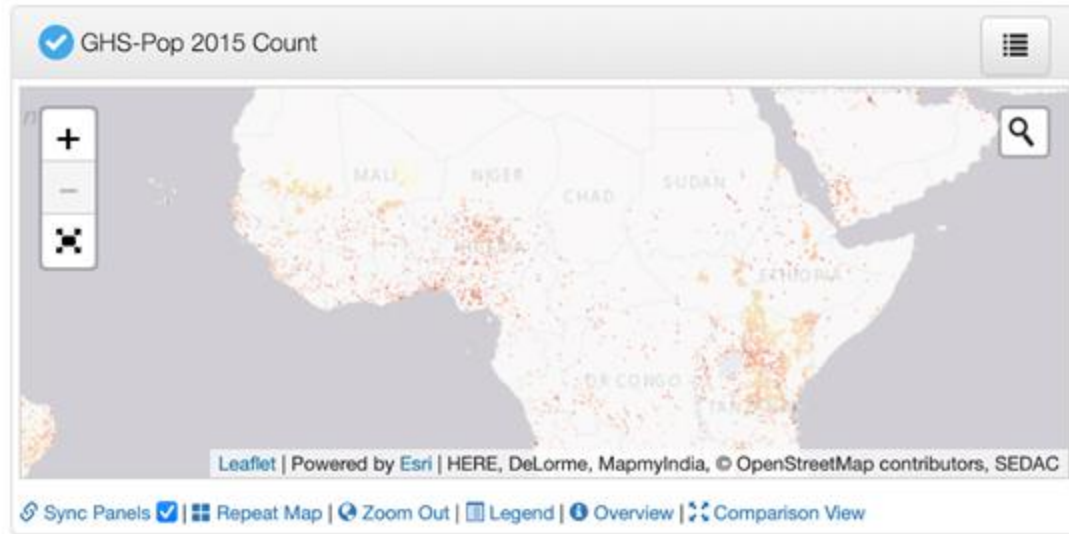 GHS-Pop 2015 Count
+
−
MALI
NIGER
CHAD
SUDAN
NIGERIA
ETHIOPIA
DR CONGO
TANZANIA
Leaflet | Powered by Esri | HERE, DeLorme, MapmyIndia, © OpenStreetMap contributors, SEDAC
Sync Panels | Repeat Map | Zoom Out | Legend | Overview | Comparison View